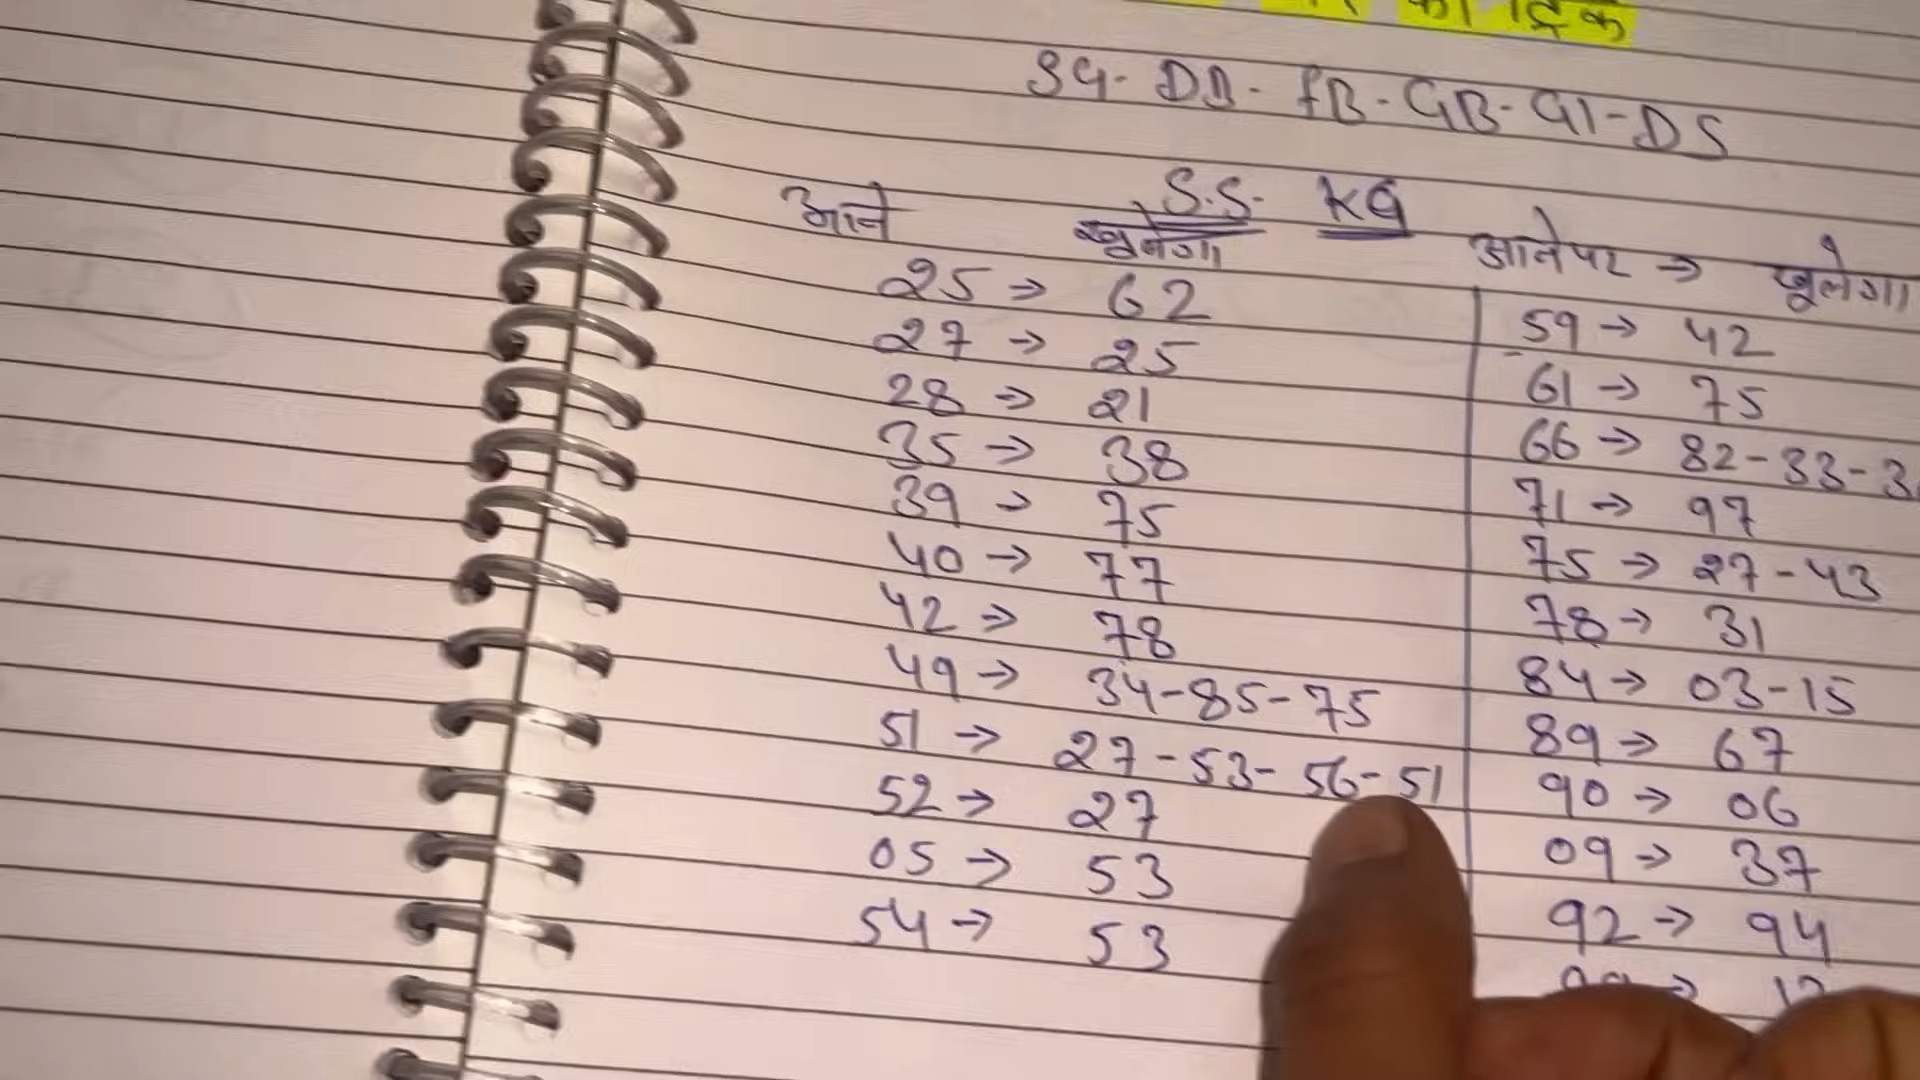 का ट्रिक
SG- DB- FB- GB- G1- DS
S.S. KG
आने खुलेगा
25 → 62
27 → 25
28 → 21
35 → 38
39 → 75
40 → 77
42 → 78
49 → 34-85-75
51 → 27-53-56-51
52 → 27
05 → 53
54 → 53
आने पर → खुलेगा
59 → 42
61 → 75
66 → 82-33-3
71 → 97
75 → 27-43
78 → 31
84 → 03-15
89 → 67
90 → 06
09 → 37
92 → 94